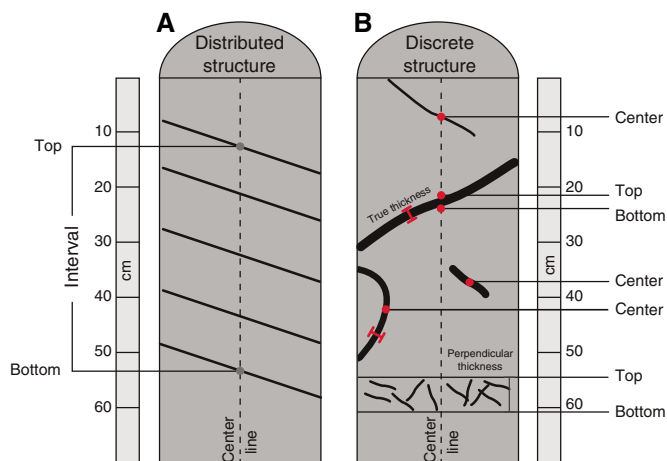 A
Distributed
structure
10
20
30
cm
40
50
60
Top
Interval
Bottom
Center
line
B
Discrete
structure
True thickness
Perpendicular
thickness
Center
line
10
20
30
cm
40
50
60
Center
Top
Bottom
Center
Center
Top
Bottom